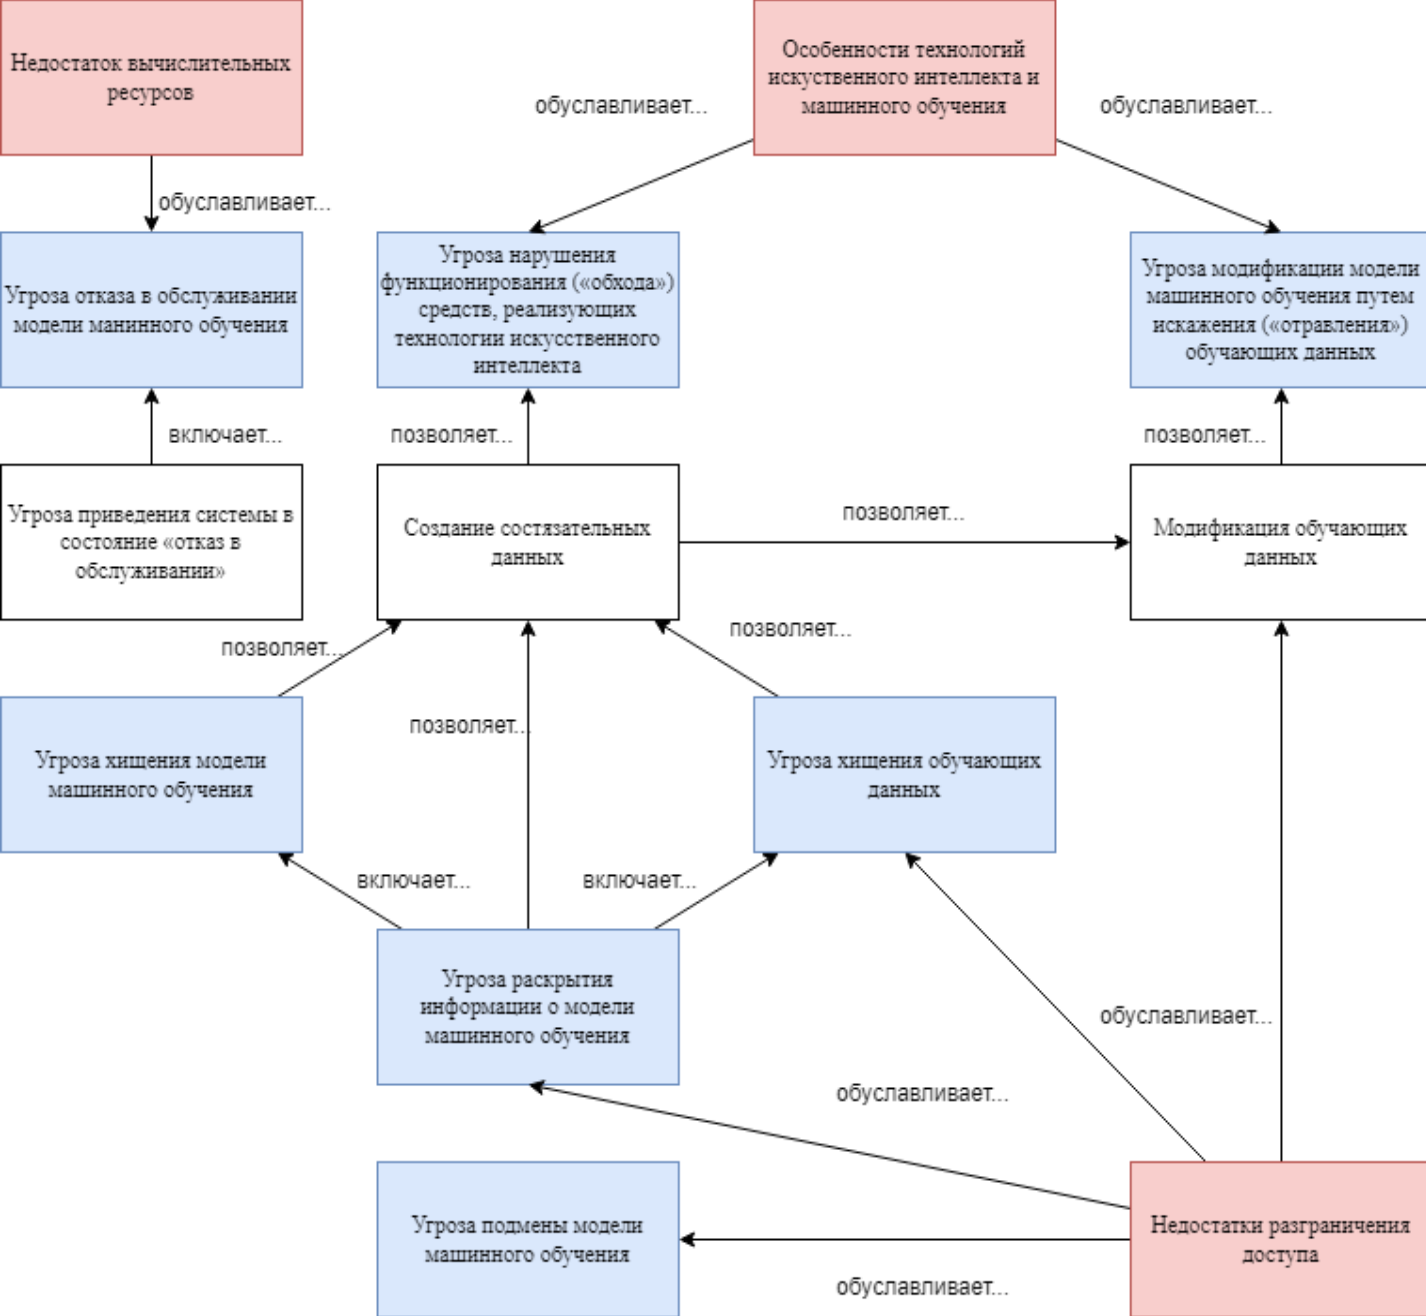 Недостаток вычислительных
ресурсов
Особенности технологий
искуственного интеллекта и
машинного обучения
обуславливает...
обуславливает...
обуславливает...
Угроза отказа в обслуживании
модели манинного обучения
Угроза нарушения
функционирования («обхода»)
средств, реализующих
технологии искусственного
интеллекта
Угроза модификации модели
машинного обучения путем
искажения («отравления»)
обучающих данных
включает...
позволяет...
позволяет...
Угроза приведения системы в
состояние «отказ в
обслуживании»
Создание состязательных
данных
позволяет...
Модификация обучающих
данных
позволяет...
позволяет...
позволяет...
Угроза хищения модели
машинного обучения
Угроза хищения обучающих
данных
включает...
включает...
Угроза раскрытия
информации о модели
машинного обучения
обуславливает...
обуславливает...
Угроза подмены модели
машинного обучения
Недостатки разграничения
доступа
обуславливает...